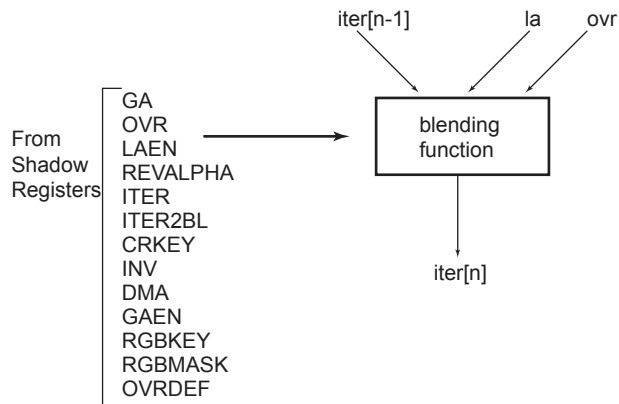 iter[n-1]
la
ovr
From
Shadow
Registers
GA
OVR
LAEN
REVALPHA
ITER
ITER2BL
CRKEY
INV
DMA
GAEN
RGBKEY
RGBMASK
OVRDEF
blending
function
iter[n]